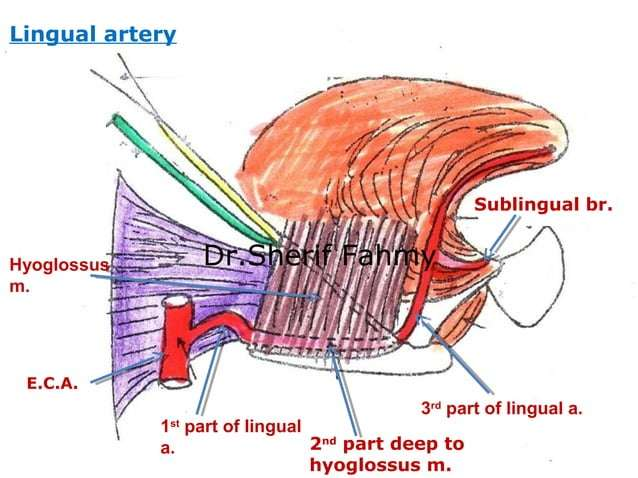 Lingual artery
Sublingual br.
Dr.Sherif Fahmy
Hyoglossus
m.
E.C.A.
3rd part of lingual a.
1st part of lingual
a.
2nd part deep to
hyoglossus m.